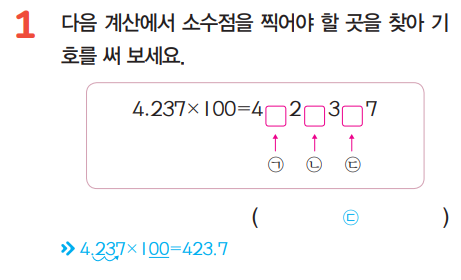 1 다음 계산에서 소수점을 찍어야 할 곳을 찾아 기
호를 써 보세요.
4.237×100=4□2□3□7
↑ ↑ ↑
㉠ ㉡ ㉢
( ㉢ )
≫ 4.237×100=423.7